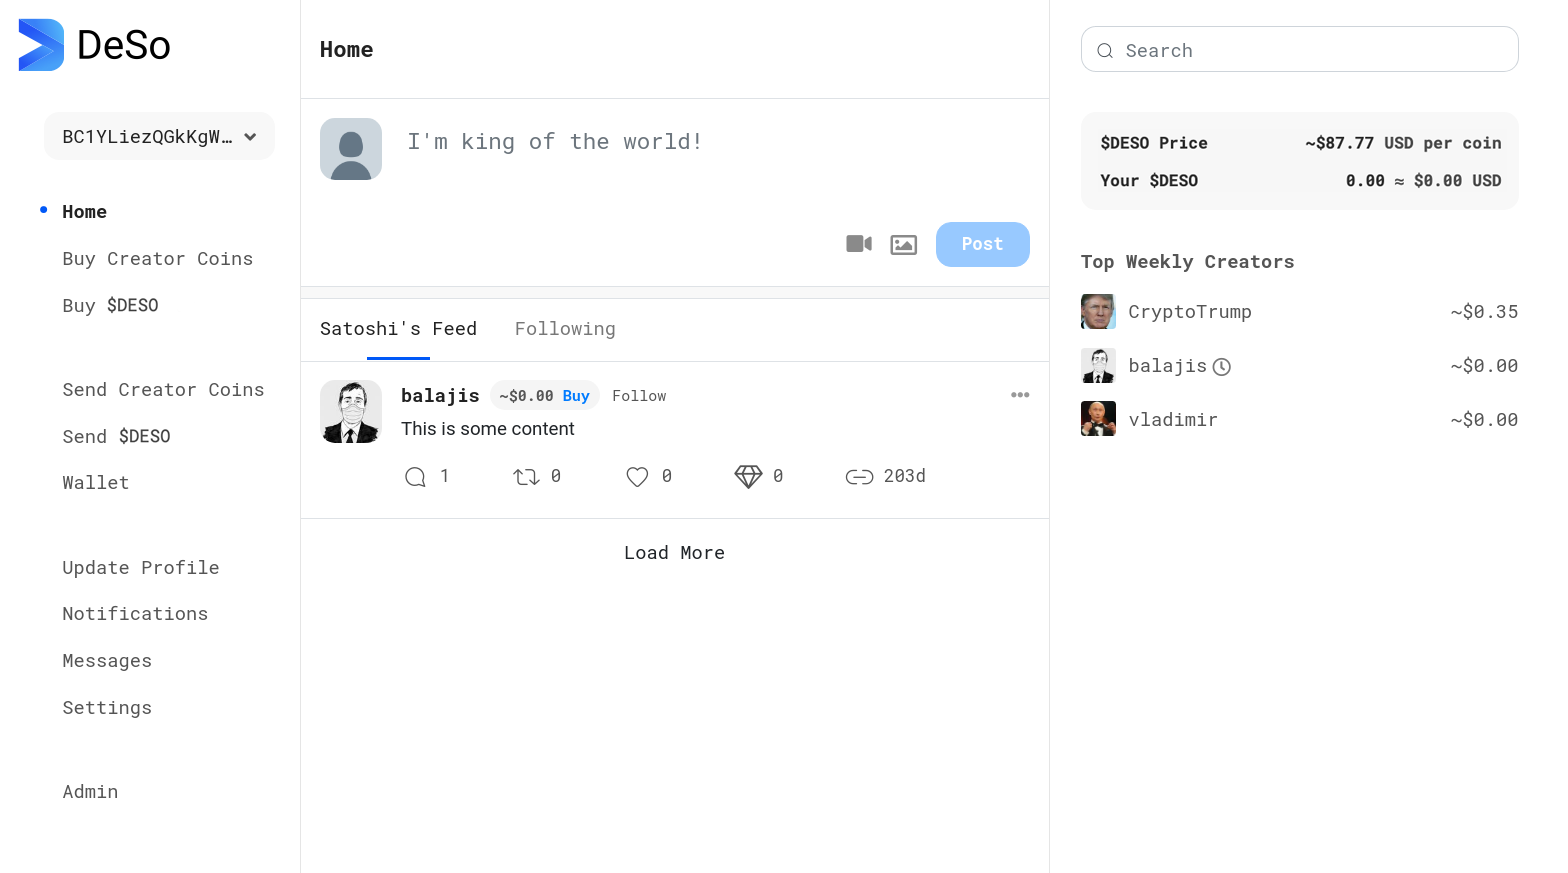 DeSo
BC1YLiezQGkKgW…
Home
Buy Creator Coins
Buy $DESO
Send Creator Coins
Send $DESO
Wallet
Update Profile
Notifications
Messages
Settings
Admin
Home
I'm king of the world!
Post
Satoshi's Feed Following
balajis ~$0.00 Buy Follow
This is some content
1 0 0 0 203d
Load More
Search
$DESO Price ~$87.77 USD per coin
Your $DESO 0.00 ≈ $0.00 USD
Top Weekly Creators
CryptoTrump ~$0.35
balajis ~$0.00
vladimir ~$0.00